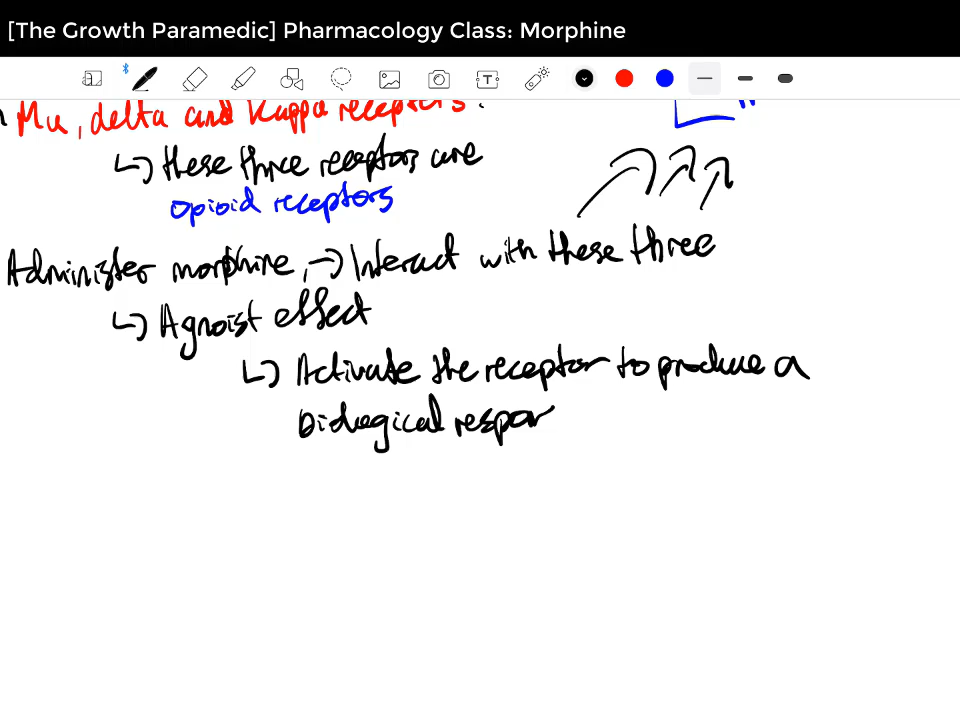 [The Growth Paramedic] Pharmacology Class: Morphine
Mu, delta and Kappa receptors.
↳ these three receptors are
opioid receptors
Administer morphine, → Interact with these three
↳ Agnoist effect
↳ Activate the receptor to produce a
biological respon